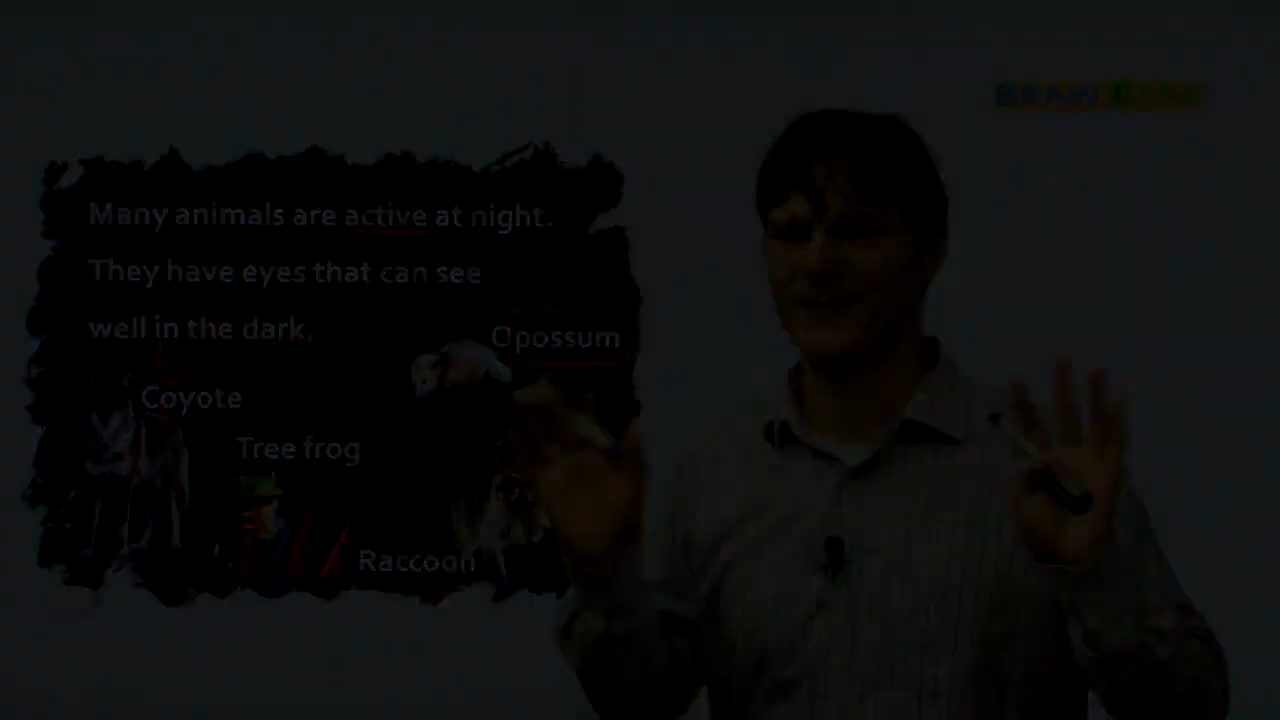 Many animals are active at night.
They have eyes that can see
well in the dark.
Opossum
Coyote
Tree frog
Raccoon